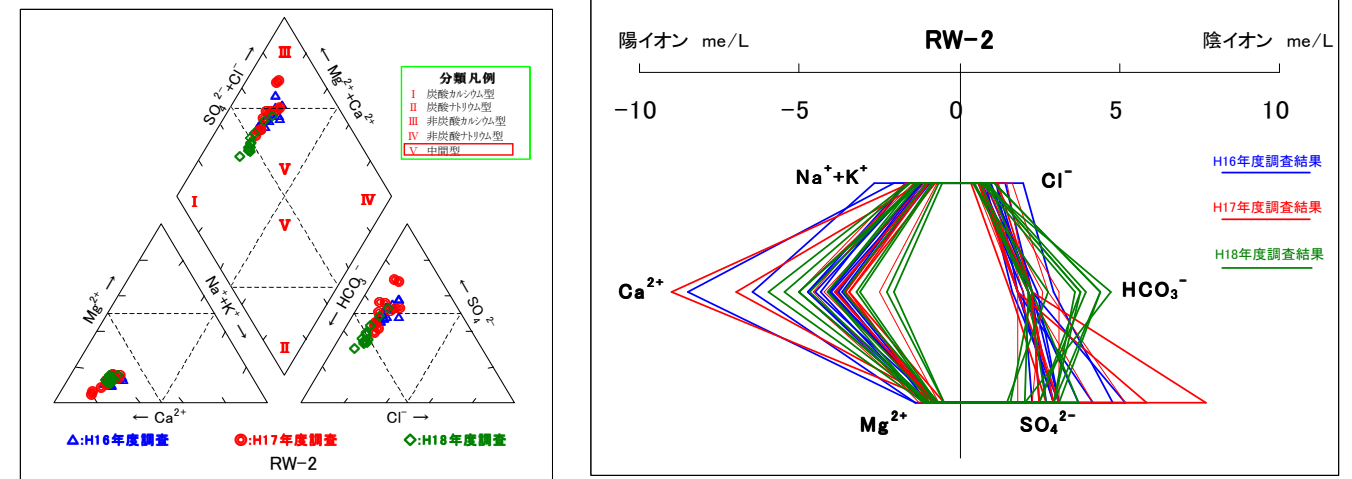 SO₄²⁻+Cl⁻ →
← Mg²⁺+Ca²⁺
Ⅲ
Ⅴ
Ⅰ
Ⅳ
Ⅴ
Ⅱ
分類凡例
Ⅰ 炭酸カルシウム型
Ⅱ 炭酸ナトリウム型
Ⅲ 非炭酸カルシウム型
Ⅳ 非炭酸ナトリウム型
Ⅴ 中間型
Mg²⁺ →
Na⁺+K⁺ →
← HCO₃⁻
← SO₄²⁻
← Ca²⁺
Cl⁻ →
△:H16年度調査
◎:H17年度調査
◇:H18年度調査
RW-2
陽イオン me/L
RW-2
陰イオン me/L
-10
-5
0
5
10
Na⁺+K⁺
Cl⁻
Ca²⁺
HCO₃⁻
Mg²⁺
SO₄²⁻
H16年度調査結果
H17年度調査結果
H18年度調査結果